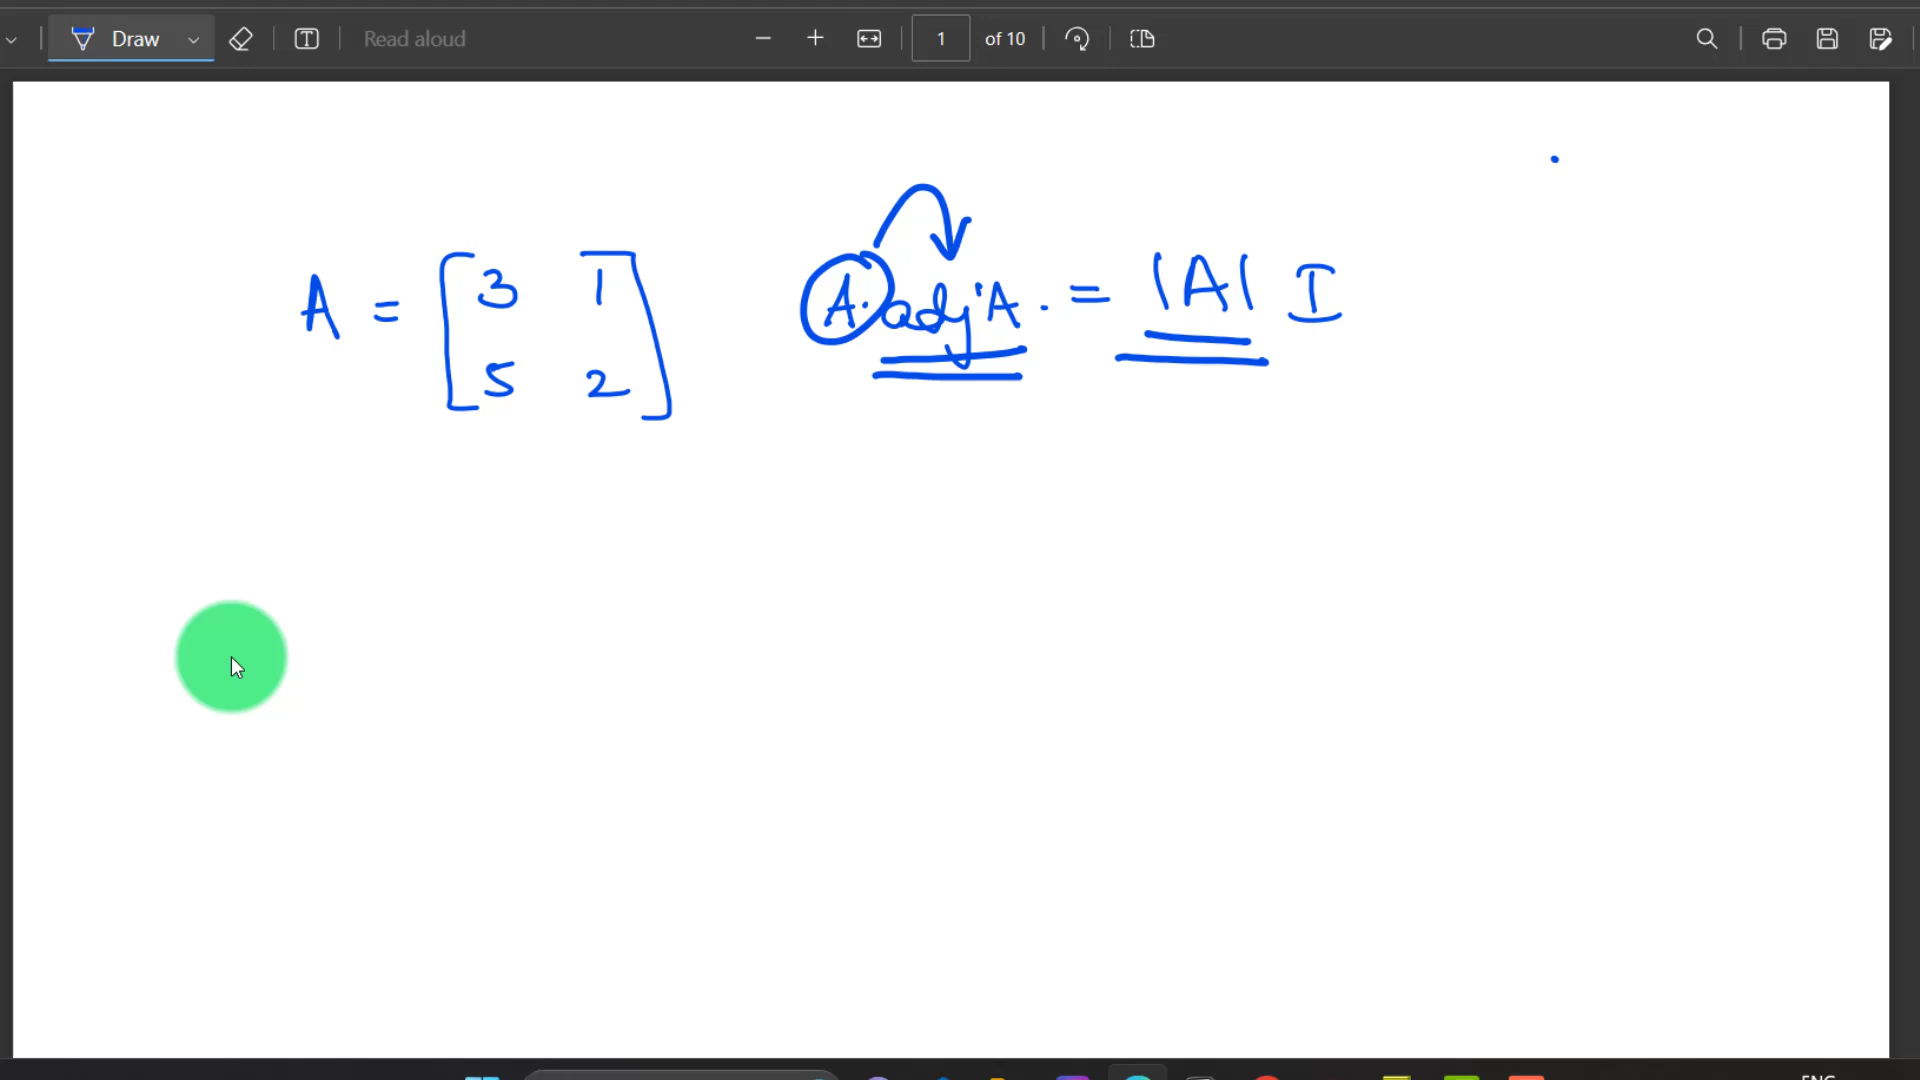 Draw
Read aloud
1 of 10
A = [3 1
5 2]
A. adj A. = |A| I